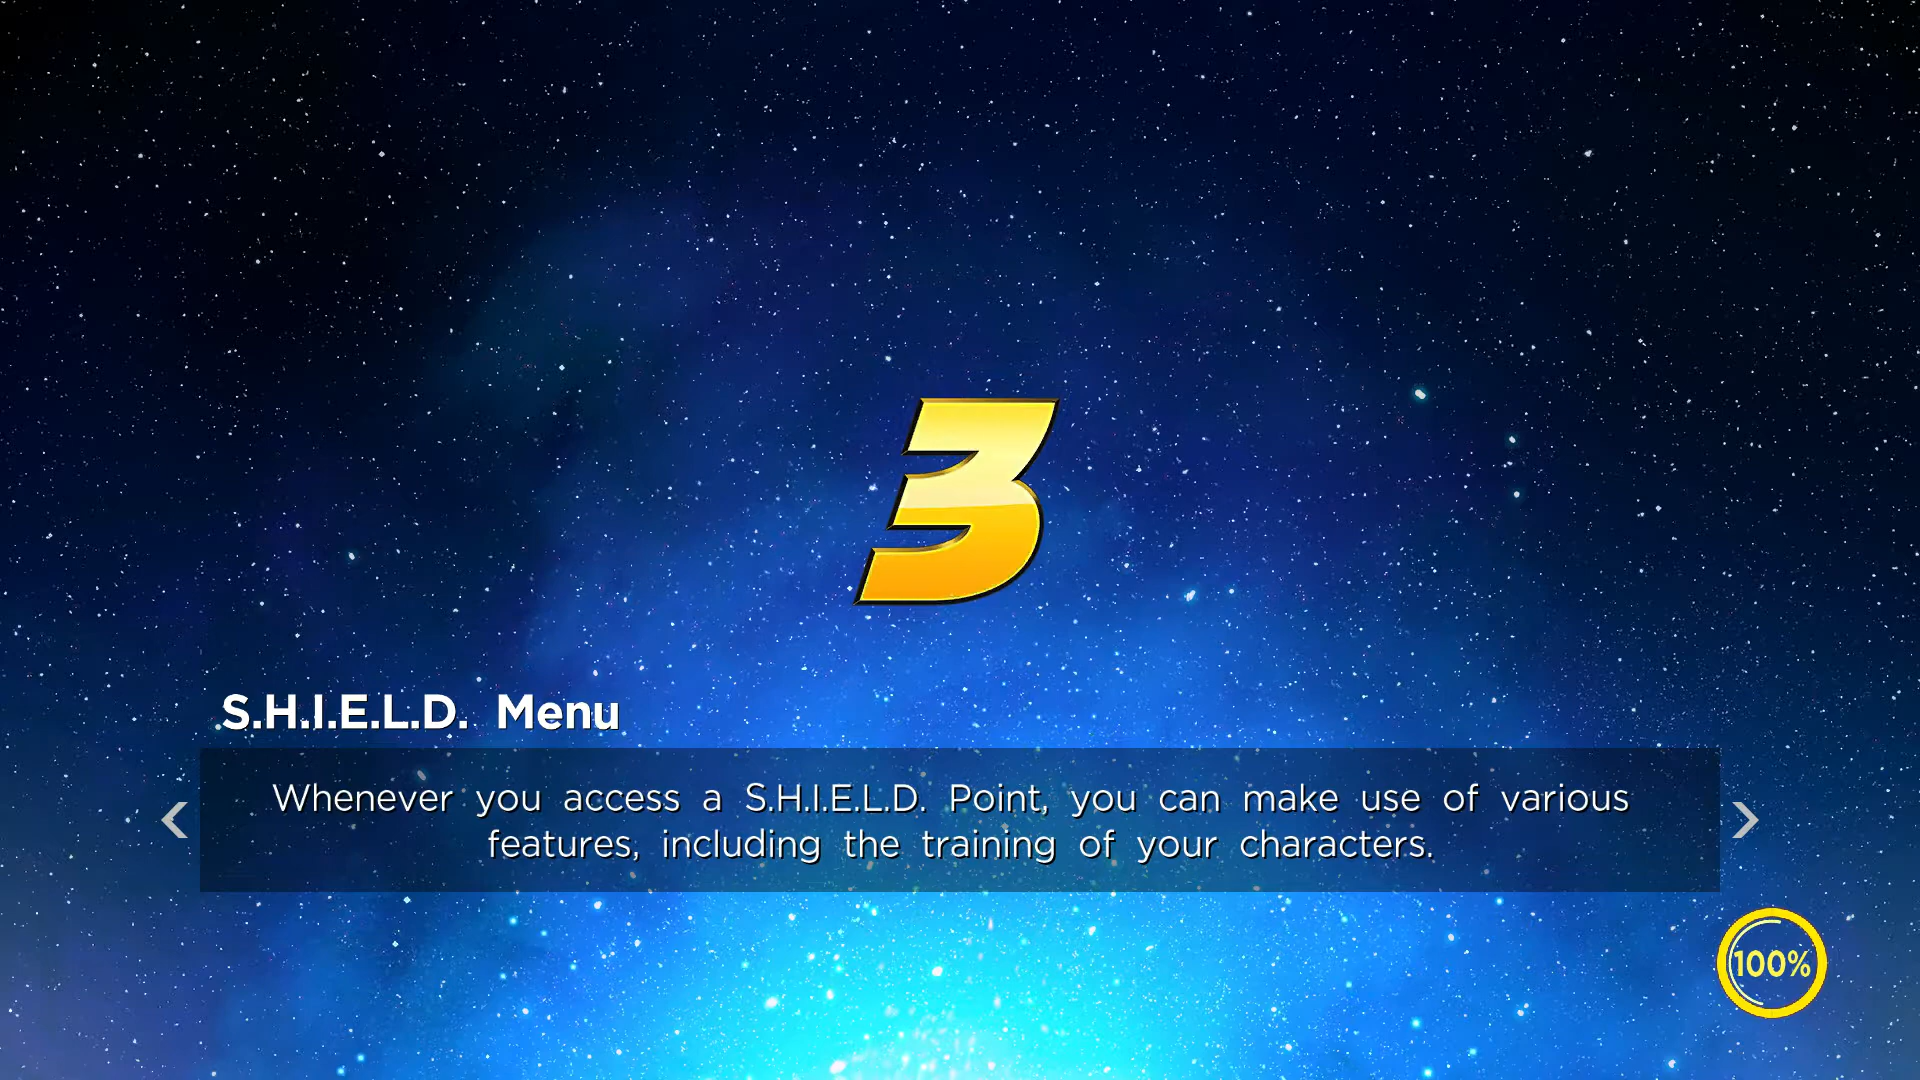 3
S.H.I.E.L.D. Menu
Whenever you access a S.H.I.E.L.D. Point, you can make use of various
features, including the training of your characters.
100%